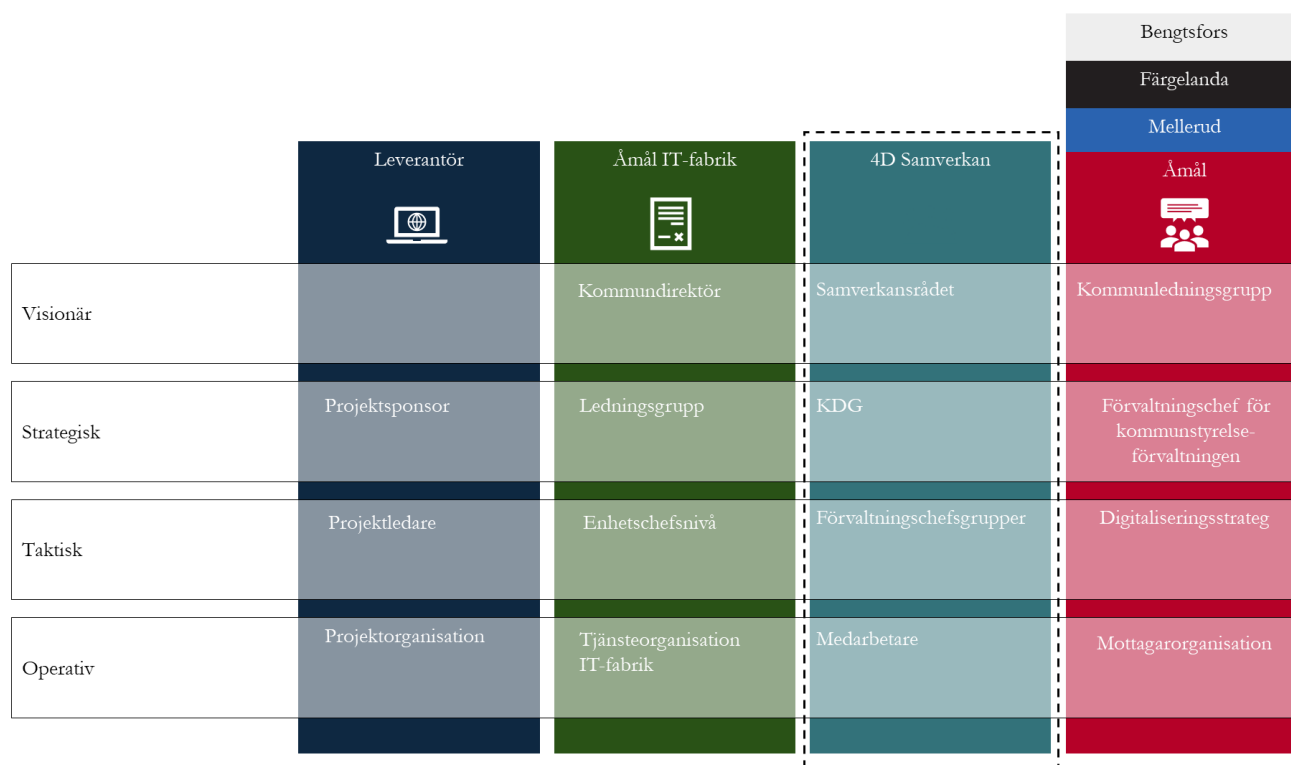 Bengtsfors
Färgelanda
Mellerud
Leverantör
Åmål IT-fabrik
4D Samverkan
Åmål
Visionär
Kommundirektör
Samverkansrådet
Kommunledningsgrupp
Strategisk
Projektsponsor
Ledningsgrupp
KDG
Förvaltningschef för
kommunstyrelse-
förvaltningen
Taktisk
Projektledare
Enhetschefsnivå
Förvaltningschefsgrupper
Digitaliseringsstrateg
Operativ
Projektorganisation
Tjänsteorganisation
IT-fabrik
Medarbetare
Mottagarorganisation